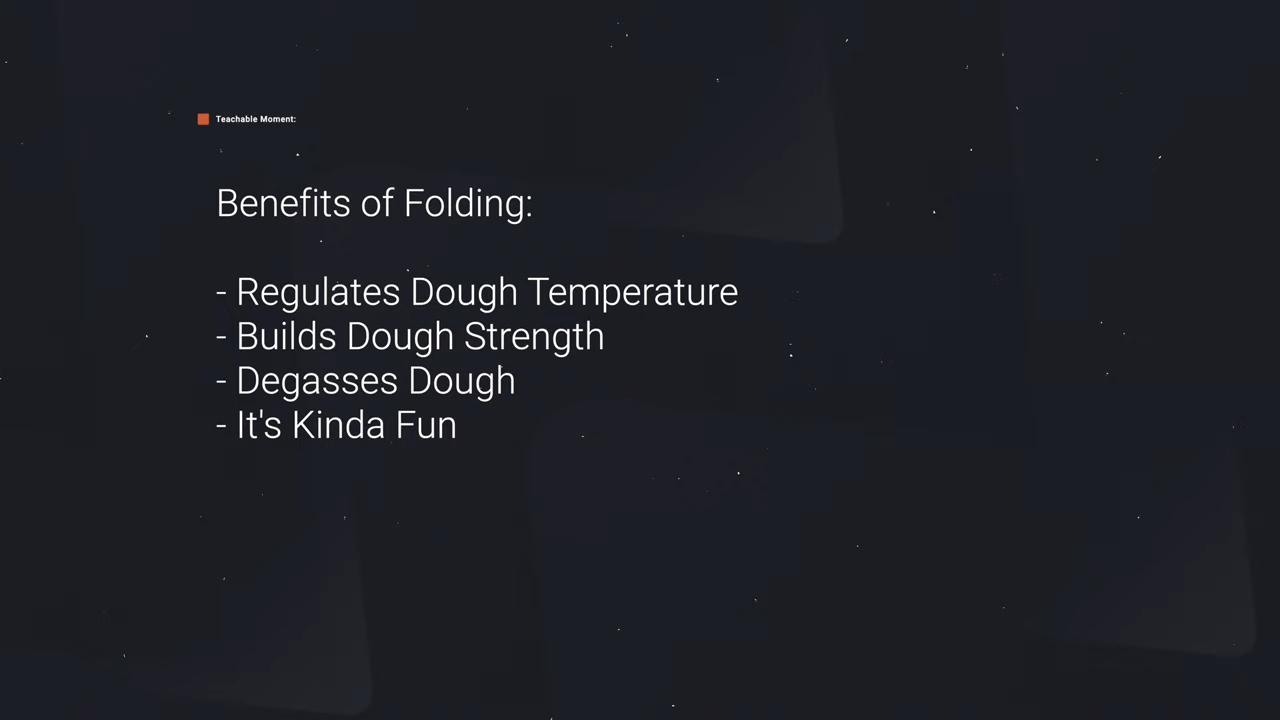 Teachable Moment:
Benefits of Folding:
- Regulates Dough Temperature
- Builds Dough Strength
- Degasses Dough
- It's Kinda Fun